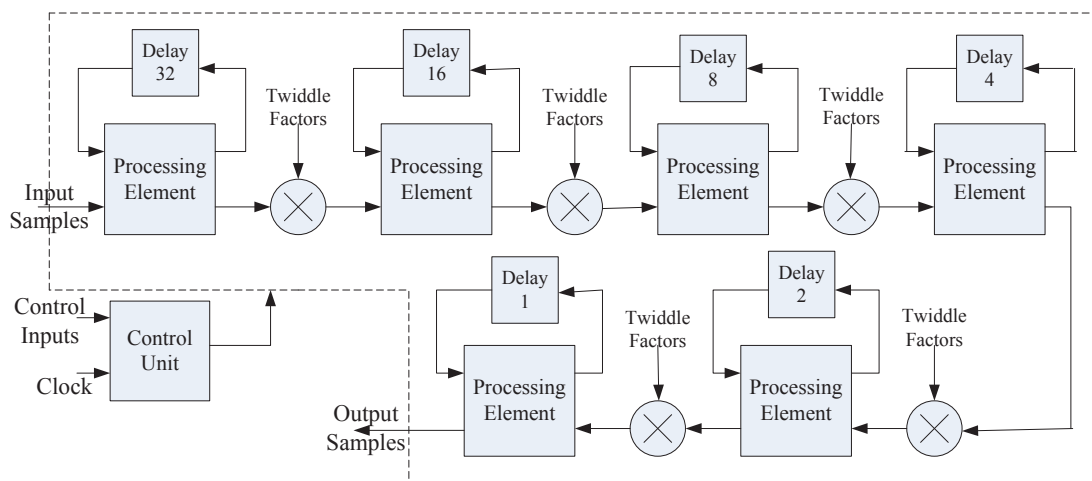 Delay
32
Delay
16
Delay
8
Delay
4
Twiddle
Factors
Twiddle
Factors
Twiddle
Factors
Processing
Element
Processing
Element
Processing
Element
Processing
Element
Input
Samples
Delay
1
Delay
2
Control
Inputs
Clock
Control
Unit
Twiddle
Factors
Twiddle
Factors
Processing
Element
Processing
Element
Output
Samples